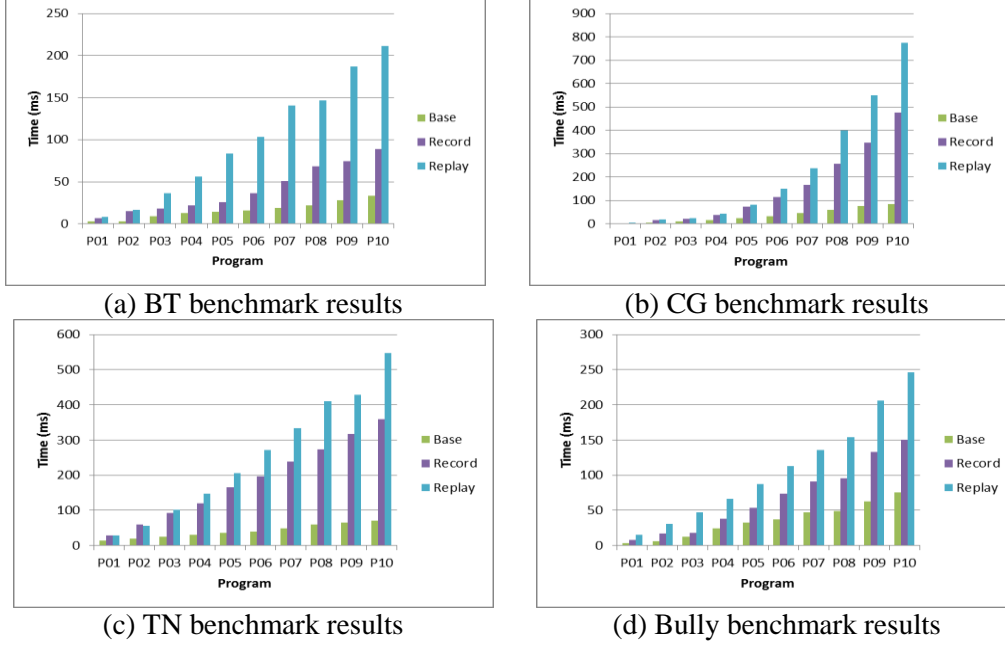 250
200
150
100
50
0
Time (ms)
P01 P02 P03 P04 P05 P06 P07 P08 P09 P10
Program
Base
Record
Replay
(a) BT benchmark results
900
800
700
600
500
400
300
200
100
0
Time (ms)
P01 P02 P03 P04 P05 P06 P07 P08 P09 P10
Program
Base
Record
Replay
(b) CG benchmark results
600
500
400
300
200
100
0
Time (ms)
P01 P02 P03 P04 P05 P06 P07 P08 P09 P10
Program
Base
Record
Replay
(c) TN benchmark results
300
250
200
150
100
50
0
Time (ms)
P01 P02 P03 P04 P05 P06 P07 P08 P09 P10
Program
Base
Record
Replay
(d) Bully benchmark results